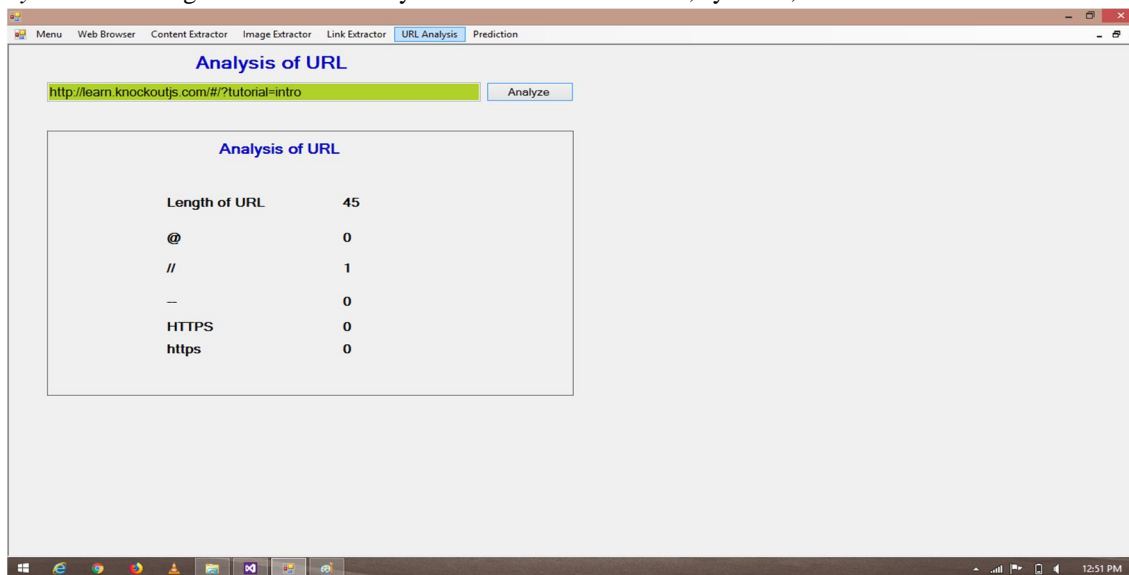 Menu Web Browser Content Extractor Image Extractor Link Extractor URL Analysis Prediction
Analysis of URL
http://learn.knockoutjs.com/#/?tutorial=intro Analyze
Analysis of URL
Length of URL 45
@ 0
// 1
-- 0
HTTPS 0
https 0
12:51 PM